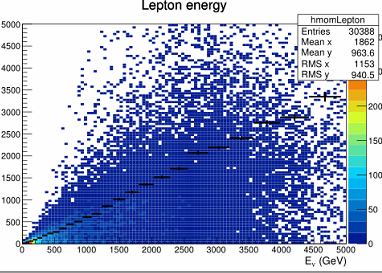 Lepton energy
hmomLepton
Entries 30388
Mean x 1862
Mean y 963.6
RMS x 1153
RMS y 940.5
5000
4500
4000
3500
3000
2500
2000
1500
1000
500
0
200
150
100
50
0
0 500 1000 1500 2000 2500 3000 3500 4000 4500 5000
Eν (GeV)